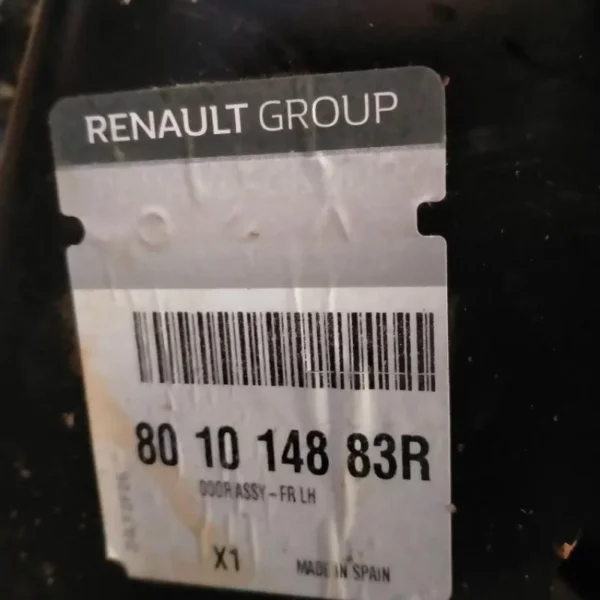 RENAULT GROUP
80 10 148 83R
DOOR ASSY-FR LH
X1
MADE IN SPAIN